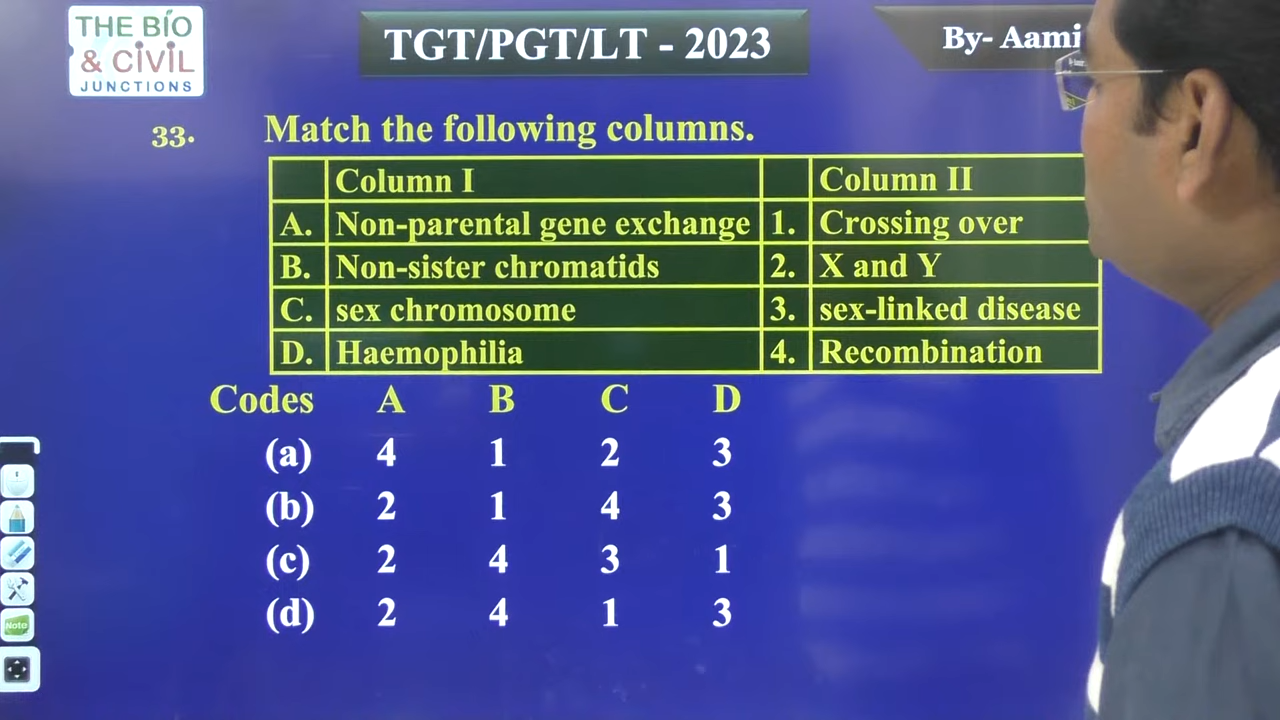 THE BIO
& CIVIL
JUNCTIONS
TGT/PGT/LT - 2023
By- Aami
33. Match the following columns.
Column I Column II
A. Non-parental gene exchange 1. Crossing over
B. Non-sister chromatids 2. X and Y
C. sex chromosome 3. sex-linked disease
D. Haemophilia 4. Recombination
Codes A B C D
(a) 4 1 2 3
(b) 2 1 4 3
(c) 2 4 3 1
(d) 2 4 1 3
Note